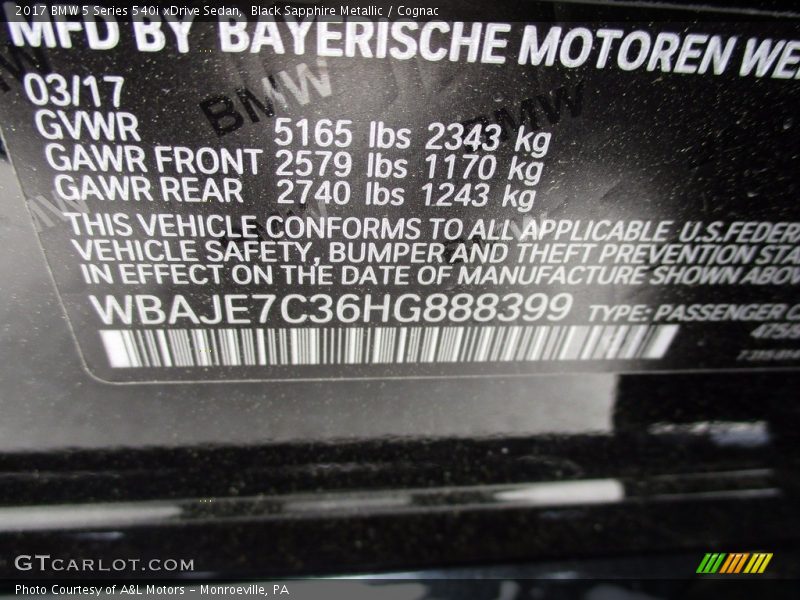 2017 BMW 5 Series 540i xDrive Sedan, Black Sapphire Metallic / Cognac
MFD BY BAYERISCHE MOTOREN WE
03/17
GVWR 5165 lbs 2343 kg
GAWR FRONT 2579 lbs 1170 kg
GAWR REAR 2740 lbs 1243 kg
THIS VEHICLE CONFORMS TO ALL APPLICABLE U.S.FEDER
VEHICLE SAFETY, BUMPER AND THEFT PREVENTION STA
IN EFFECT ON THE DATE OF MANUFACTURE SHOWN ABOV
WBAJE7C36HG888399 TYPE: PASSENGER C
GTCARLOT.COM
Photo Courtesy of A&L Motors – Monroeville, PA